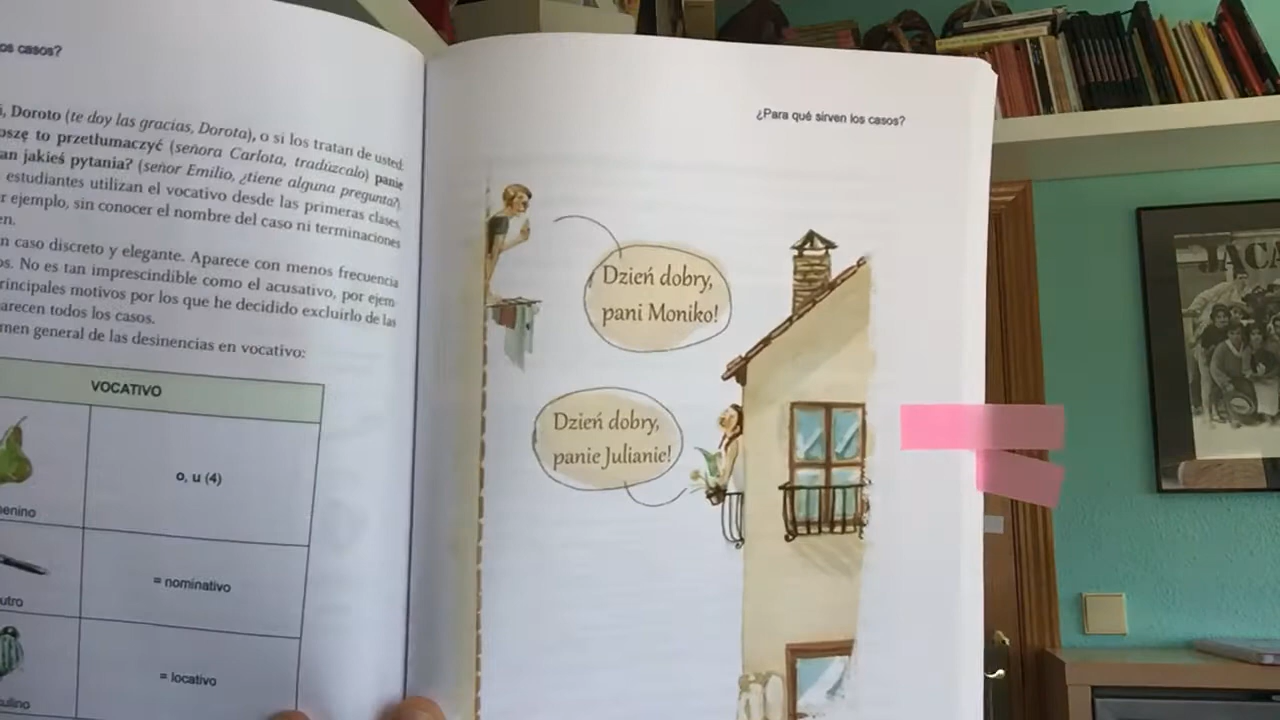 os casos?
, Doroto (te doy las gracias, Dorota), o si los tratan de usted:
oszę to przetłumaczyć (señora Carlota, tradúzcalo) panie
an jakieś pytania? (señor Emilio, ¿tiene alguna pregunta?).
estudiantes utilizan el vocativo desde las primeras clases,
r ejemplo, sin conocer el nombre del caso ni terminaciones
en.
n caso discreto y elegante. Aparece con menos frecuencia
os. No es tan imprescindible como el acusativo, por ejem-
rincipales motivos por los que he decidido excluirlo de las
arecen todos los casos.
men general de las desinencias en vocativo:
VOCATIVO
o, u (4)
enino
= nominativo
utro
= locativo
ulino
¿Para qué sirven los casos?
Dzień dobry,
pani Moniko!
Dzień dobry,
panie Julianie!
JACA